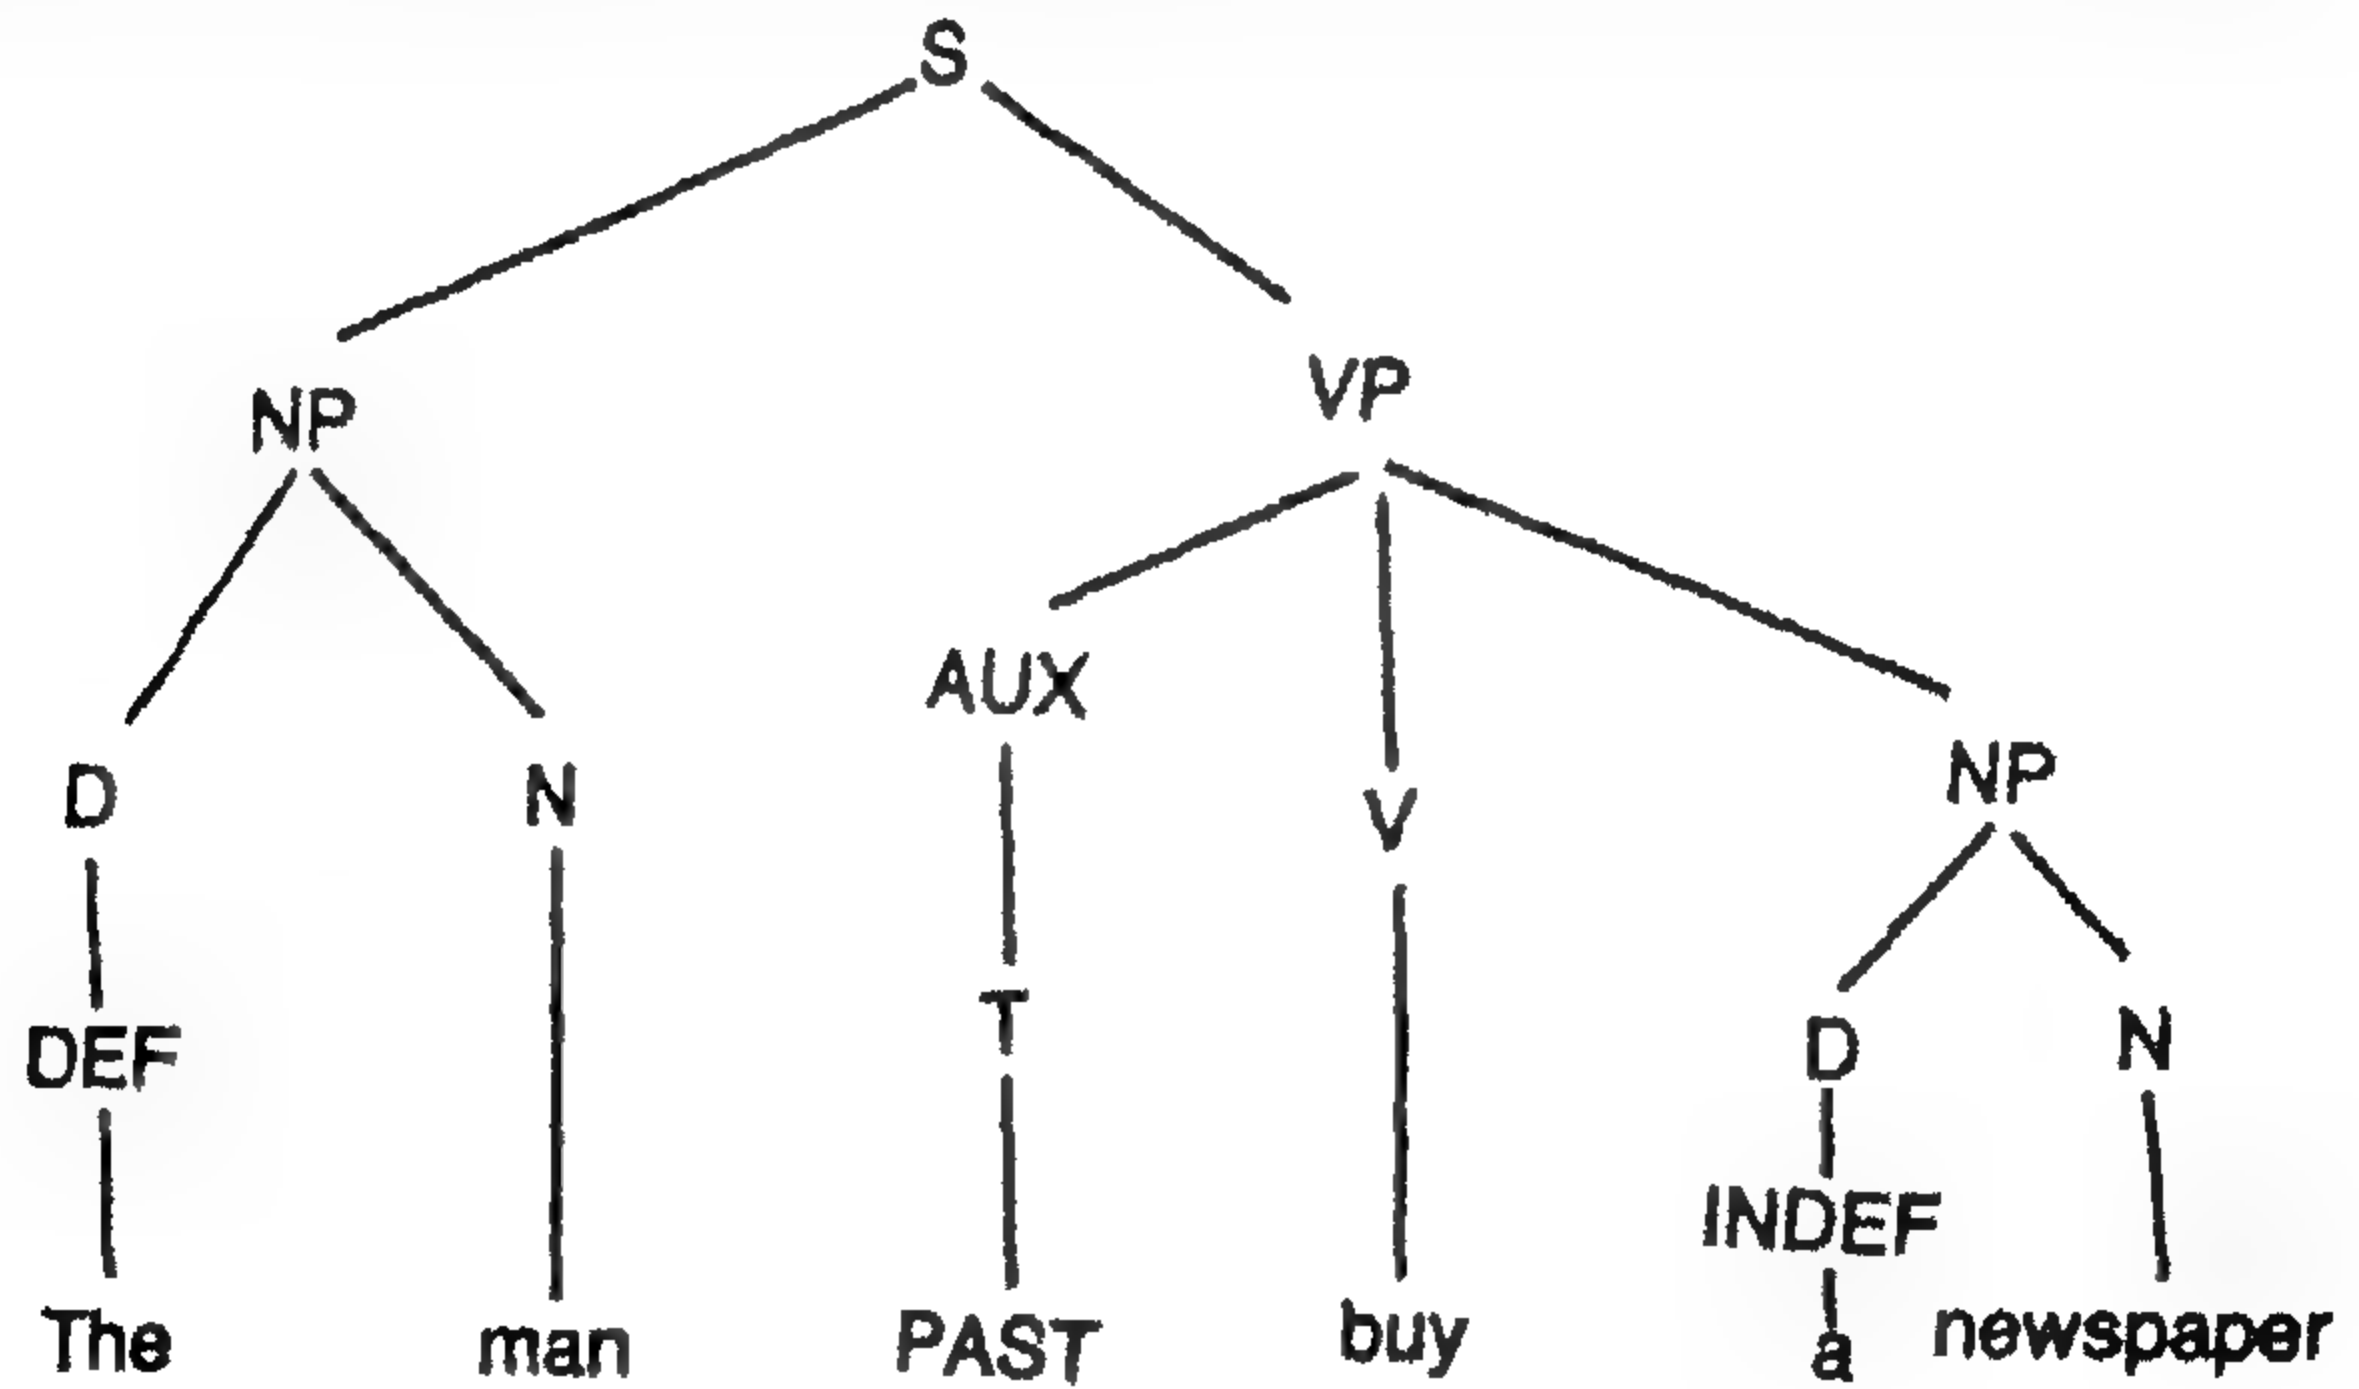 S
NP VP
D N AUX V NP
DEF T D N
INDEF
The man PAST buy a newspaper